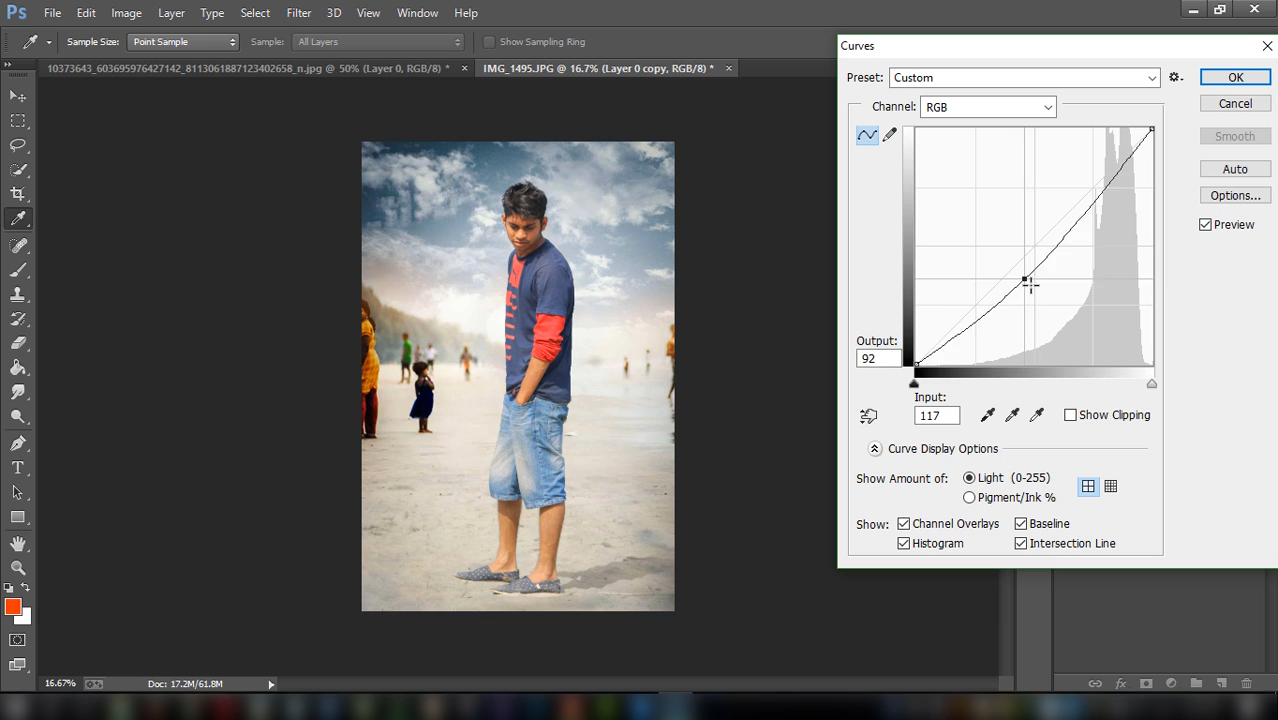 Ps File Edit Image Layer Type Select Filter 3D View Window Help
Sample Size: Point Sample Sample: All Layers Show Sampling Ring
10373643_603695976427142_8113061887123402658_n.jpg @ 50% (Layer 0, RGB/8) * × IMG_1495.JPG @ 16.7% (Layer 0 copy, RGB/8) * ×
Curves
Preset: Custom OK
Channel: RGB Cancel
Smooth
Auto
Options...
Preview
Output:
92
Input:
117
Show Clipping
Curve Display Options
Show Amount of: Light (0-255)
Pigment/Ink %
Show: Channel Overlays Baseline
Histogram Intersection Line
16.67% Doc: 17.2M/61.8M
T
fx